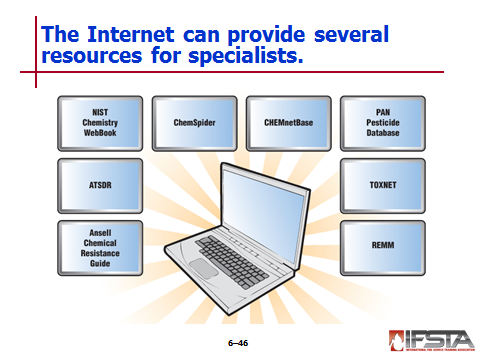 The Internet can provide several
resources for specialists.
NIST
Chemistry
WebBook
ChemSpider
CHEMnetBase
PAN
Pesticide
Database
ATSDR
TOXNET
Ansell
Chemical
Resistance
Guide
REMM
6–46
IFSTA
INTERNATIONAL FIRE SERVICE TRAINING ASSOCIATION